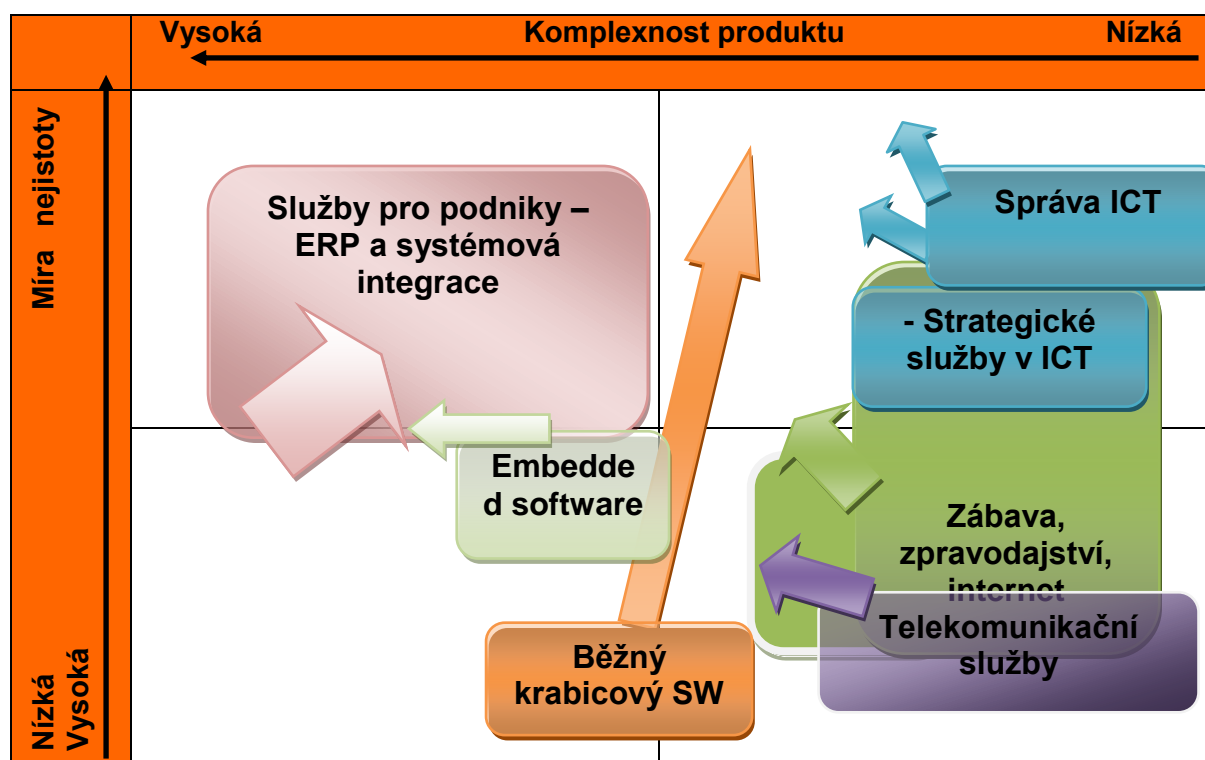 Vysoká Komplexnost produktu Nízká
Míra nejistoty
Nízká
Vysoká
Služby pro podniky –
ERP a systémová
integrace
Správa ICT
- Strategické
služby v ICT
Embedde
d software
Zábava,
zpravodajství,
internet
Telekomunikační
služby
Běžný
krabicový SW